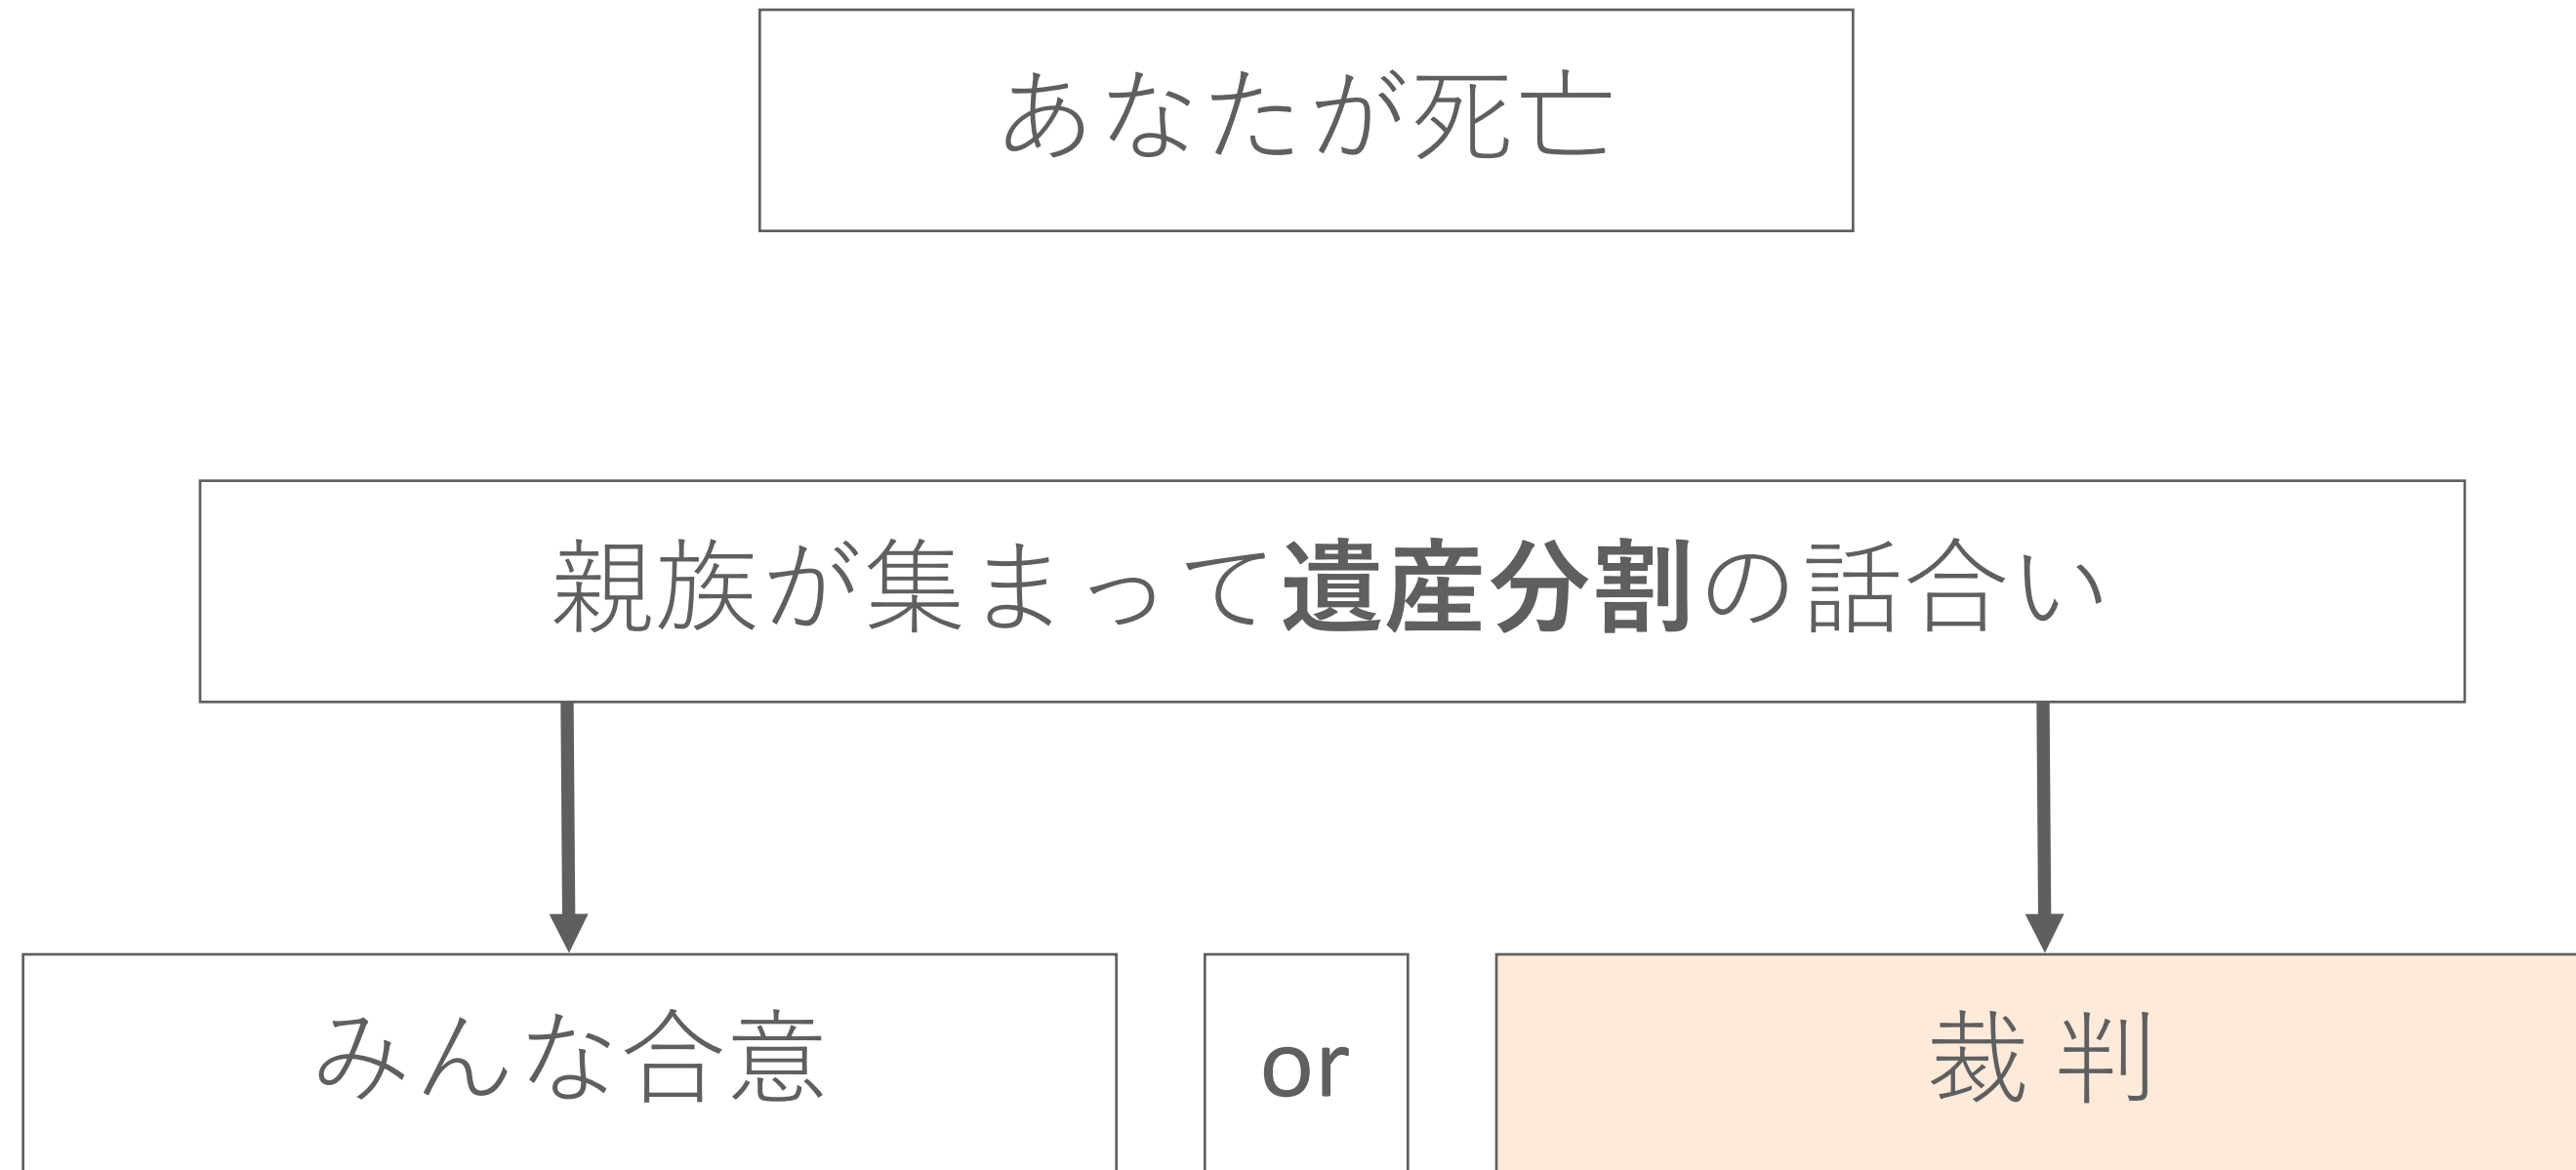 あなたが死亡
親族が集まって遺産分割の話合い
みんな合意
or
裁 判